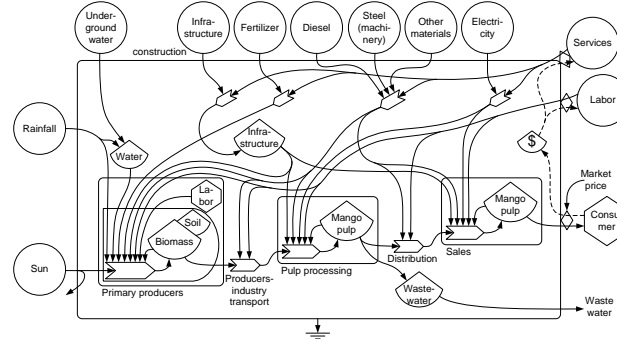 Under-
ground
water
Infra-
structure
Fertilizer
Diesel
Steel
(machi-
nery)
Other
materials
Electri-
city
Services
construction
Labor
Rainfall
Infra-
structure
Water
$
Market
price
La-
bor
Soil
Biomass
Mango
pulp
Mango
pulp
Consu
mer
Sun
Primary producers
Producers-
industry
transport
Pulp processing
Distribution
Sales
Waste-
water
Waste
water